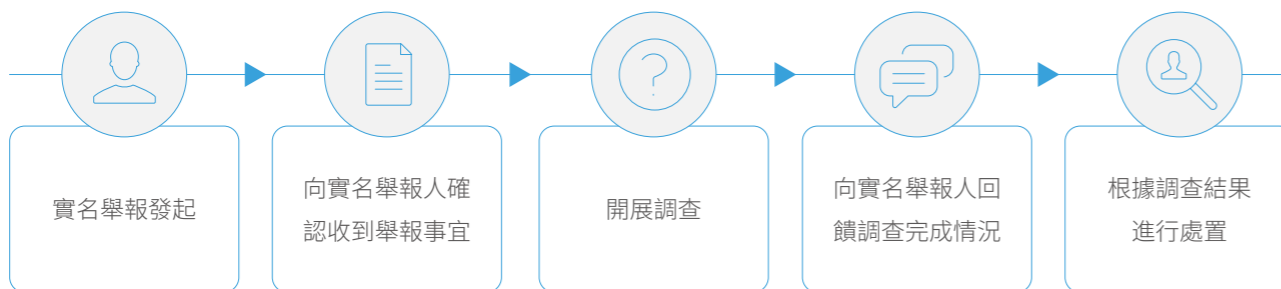 實名舉報發起
向實名舉報人確
認收到舉報事宜
開展調查
向實名舉報人回
饋調查完成情況
根據調查結果
進行處置